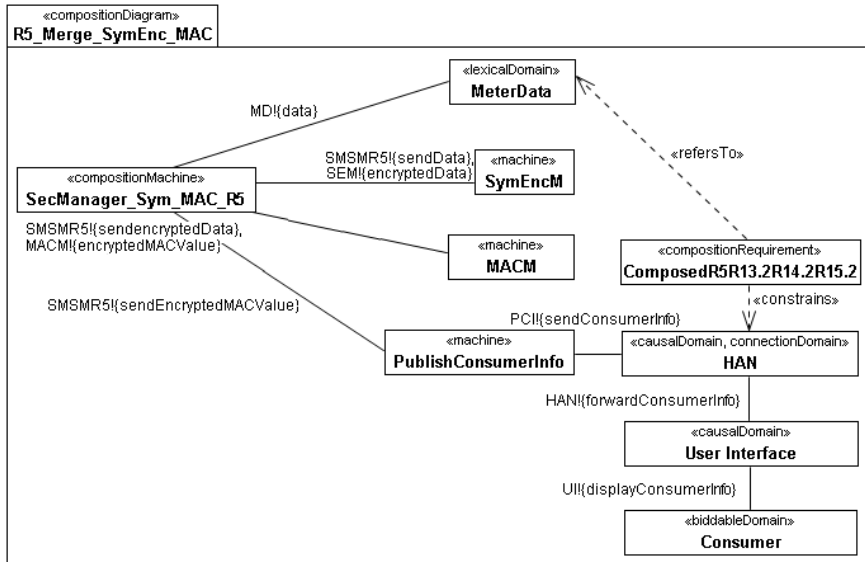 «compositionDiagram»
R5_Merge_SymEnc_MAC
«lexicalDomain»
MeterData
MD!{data}
«refersTo»
SMSMR5!{sendData},
SEM!{encryptedData}
«machine»
SymEncM
«compositionMachine»
SecManager_Sym_MAC_R5
SMSMR5!{sendencryptedData},
MACM!{encryptedMACValue}
«machine»
MACM
«compositionRequirement»
ComposedR5R13.2R14.2R15.2
«constrains»
SMSMR5!{sendEncryptedMACValue}
PCI!{sendConsumerInfo}
«machine»
PublishConsumerInfo
«causalDomain, connectionDomain»
HAN
HAN!{forwardConsumerInfo}
«causalDomain»
User Interface
UI!{displayConsumerInfo}
«biddableDomain»
Consumer